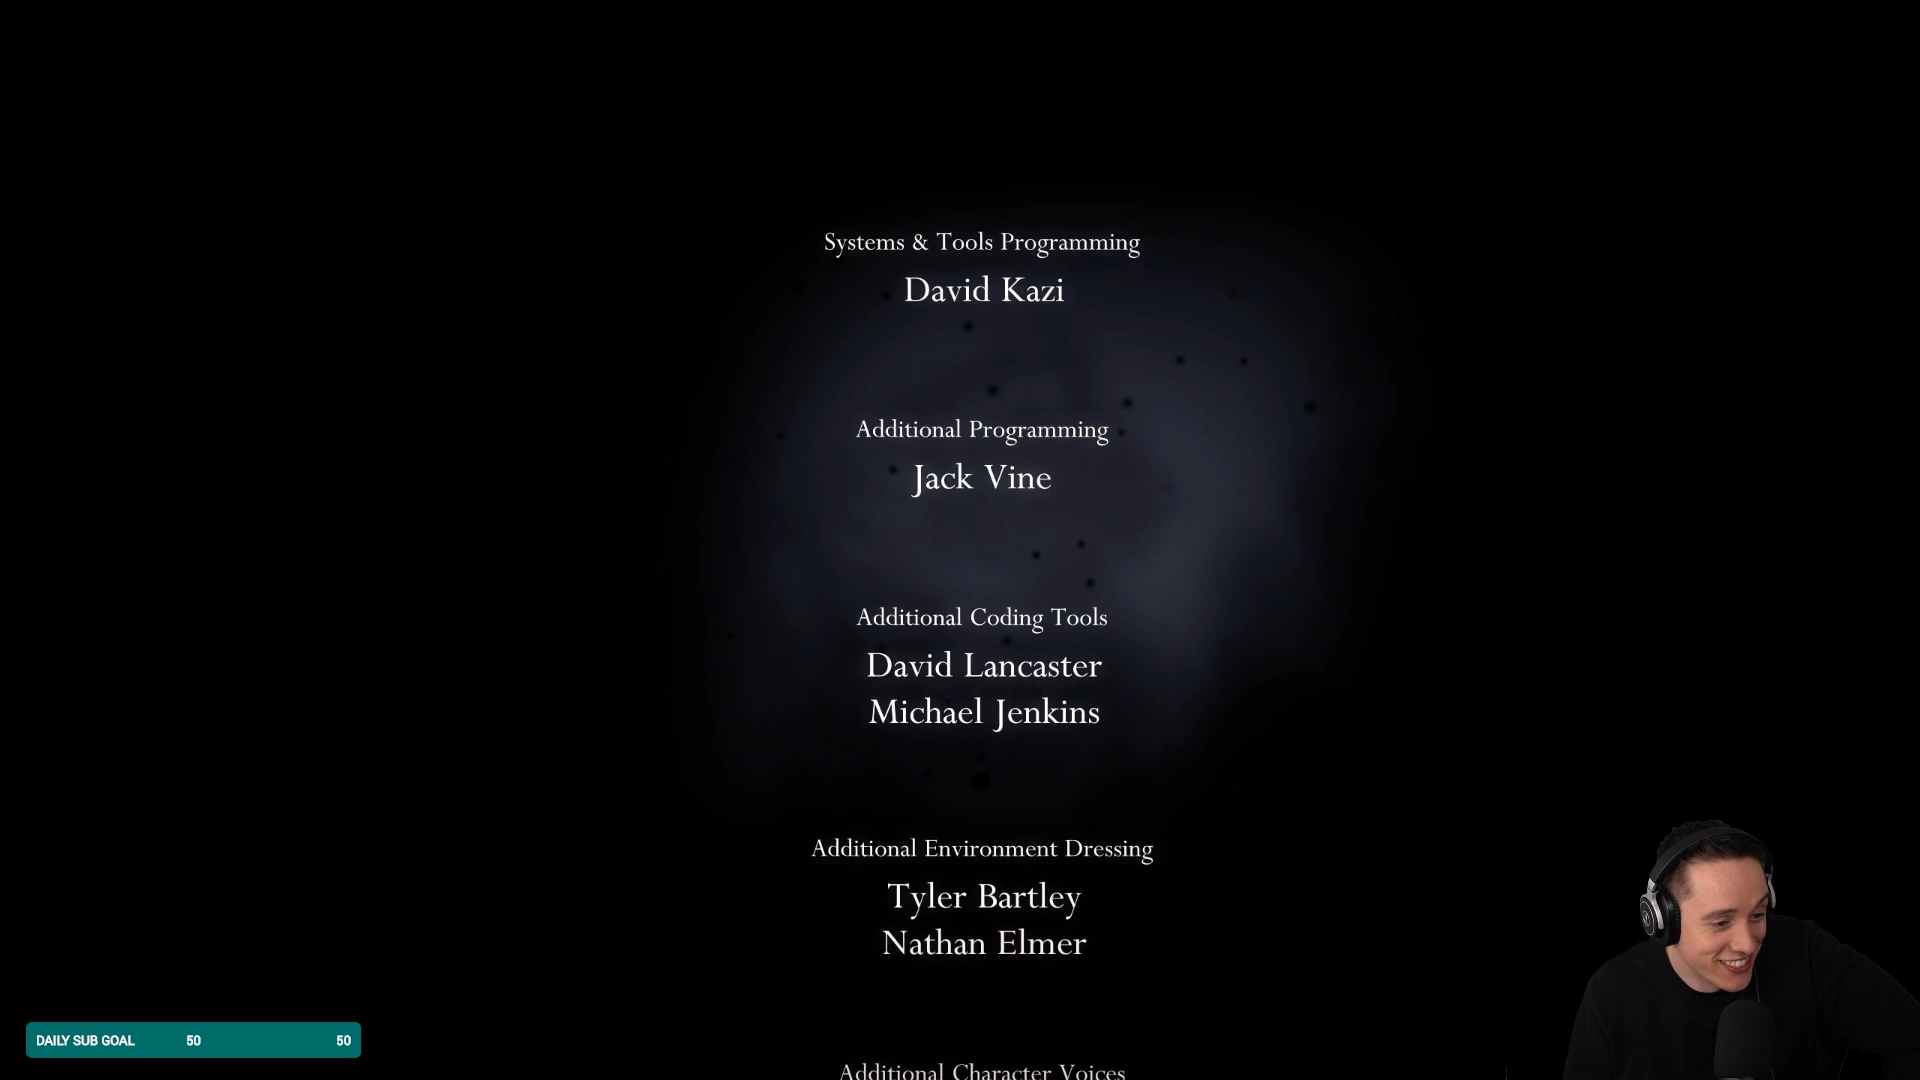 Systems & Tools Programming
David Kazi
Additional Programming
Jack Vine
Additional Coding Tools
David Lancaster
Michael Jenkins
Additional Environment Dressing
Tyler Bartley
Nathan Elmer
DAILY SUB GOAL 50 50
Additional Character Voices